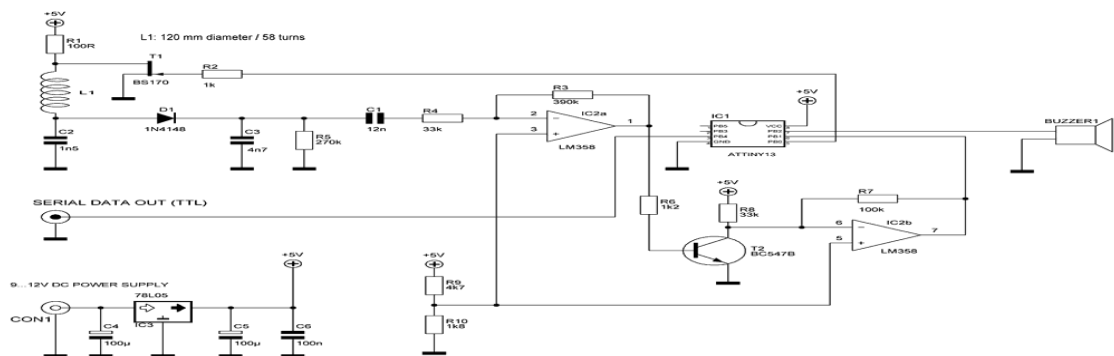 +5V
R1
100R
L1: 120 mm diameter / 58 turns
T1
BS170
R2
1k
L1
D1
1N4148
C2
1n5
C3
4n7
R5
270k
C1
12n
R4
33k
R3
390k
2
3
1
IC2a
LM358
+5V
IC1
PB5
PB3
PB4
GND
VCC
PB2
PB1
PB0
ATTINY13
BUZZER1
SERIAL DATA OUT (TTL)
R6
1k2
+5V
R8
33k
R7
100k
6
5
7
IC2b
LM358
T2
BC547B
+5V
9...12V DC POWER SUPPLY
78L05
CON1
IC3
C4
100µ
C5
100µ
C6
100n
+5V
R9
4k7
R10
1k8